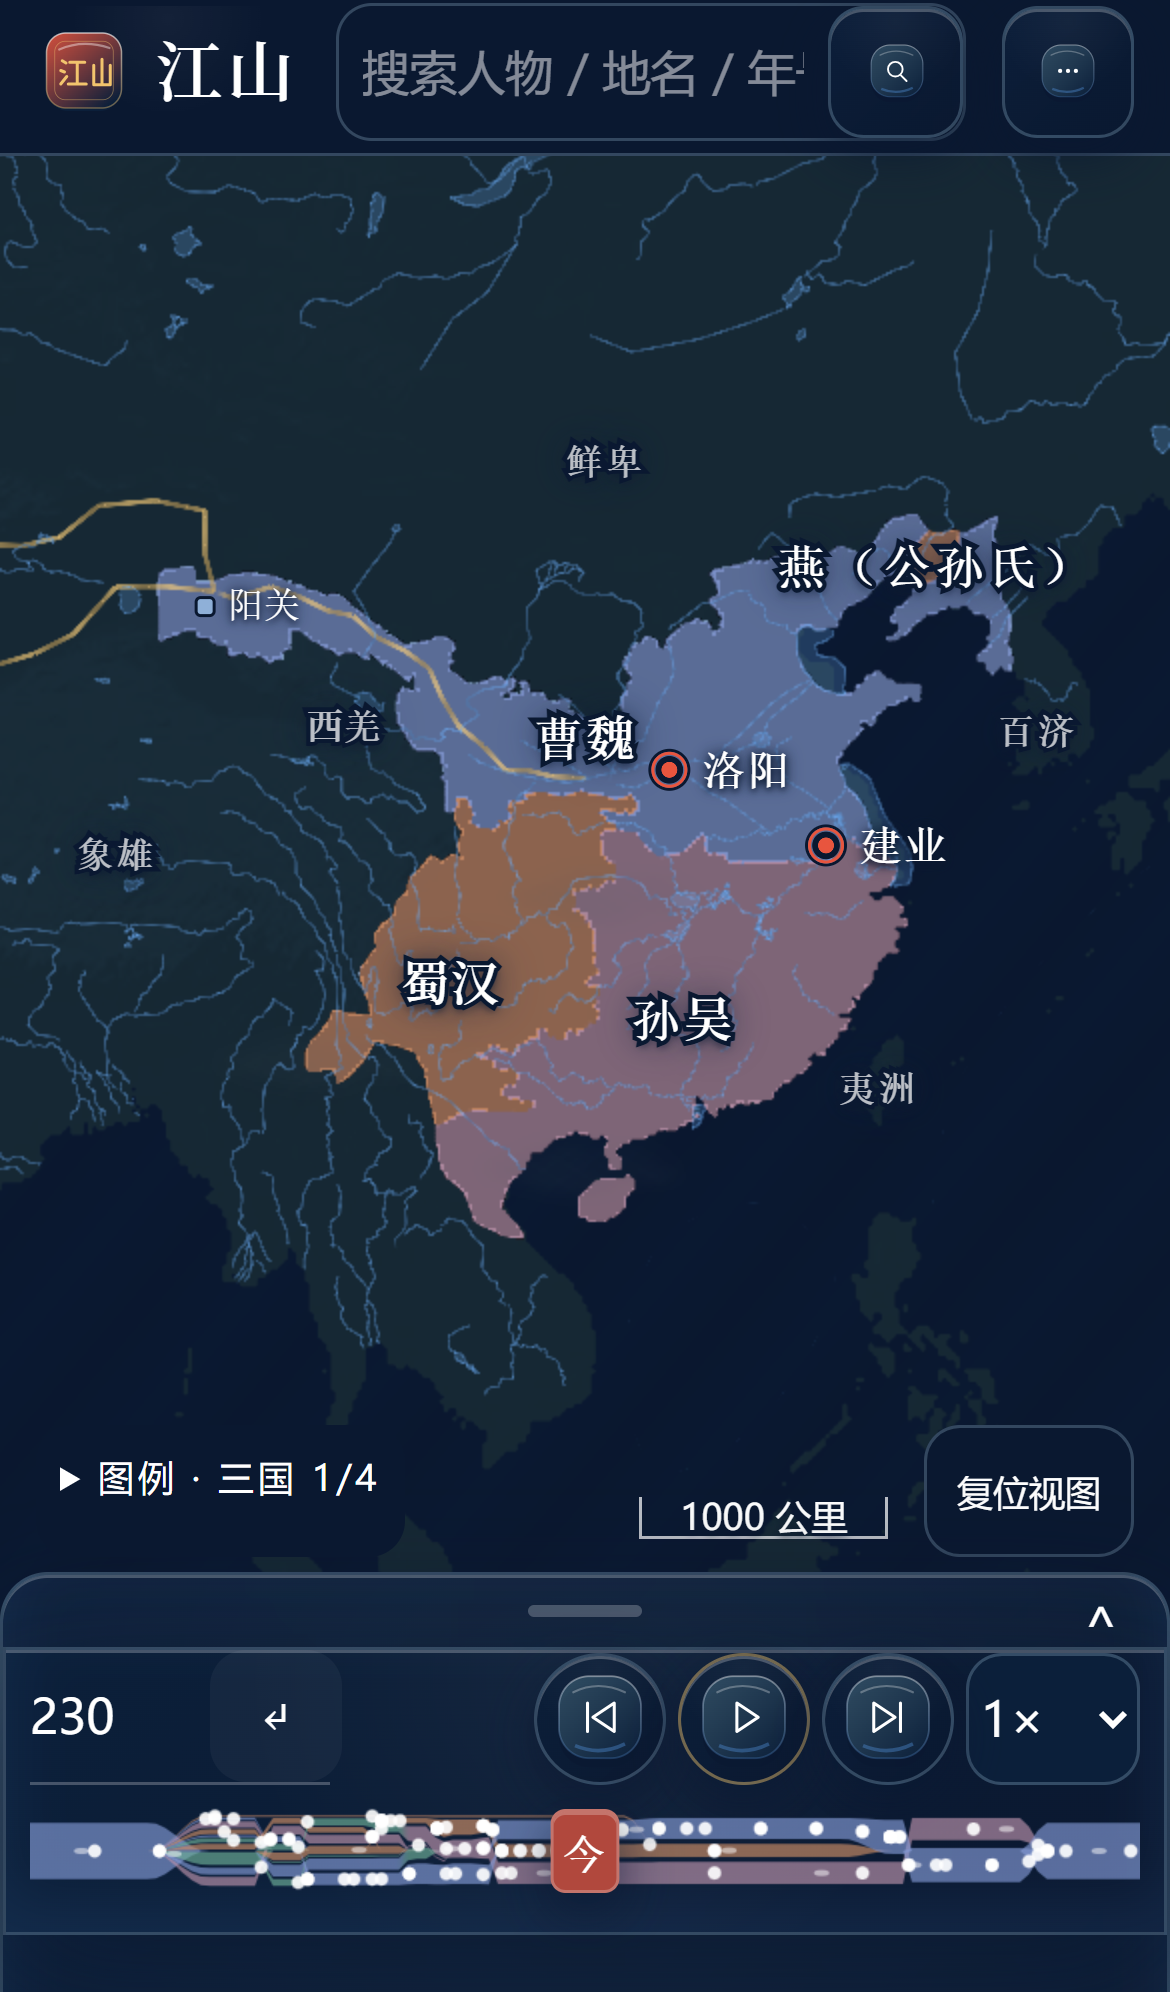 江山
江山
搜索人物 / 地名 / 年
鲜卑
燕（公孙氏）
阳关
西羌
曹魏
百济
洛阳
建业
象雄
蜀汉
孙吴
夷洲
图例 · 三国 1/4
1000 公里
复位视图
230
1×
今